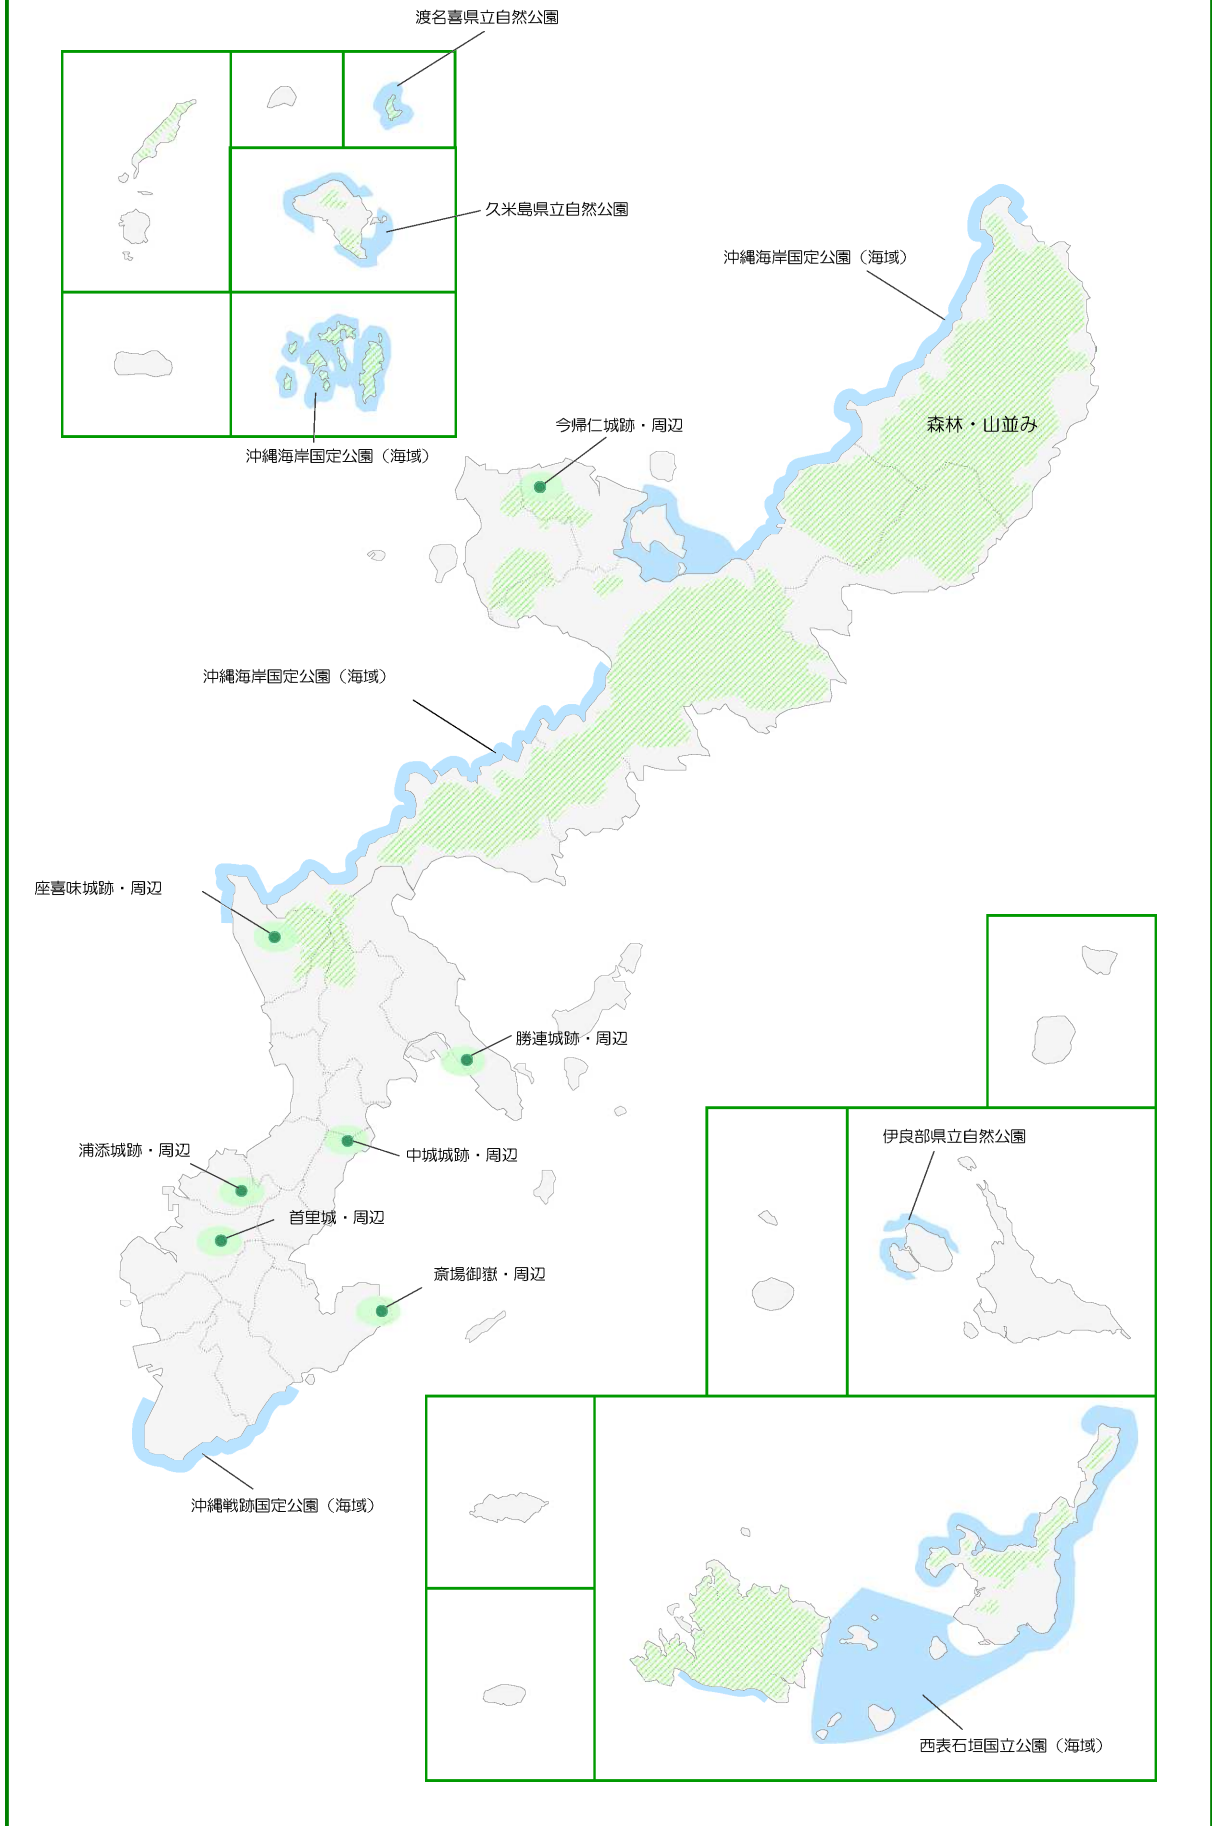 渡名喜県立自然公園
久米島県立自然公園
沖縄海岸国定公園（海域）
森林・山並み
今帰仁城跡・周辺
沖縄海岸国定公園（海域）
沖縄海岸国定公園（海域）
座喜味城跡・周辺
勝連城跡・周辺
伊良部県立自然公園
浦添城跡・周辺
中城城跡・周辺
首里城・周辺
斎場御嶽・周辺
沖縄戦跡国定公園（海域）
西表石垣国立公園（海域）